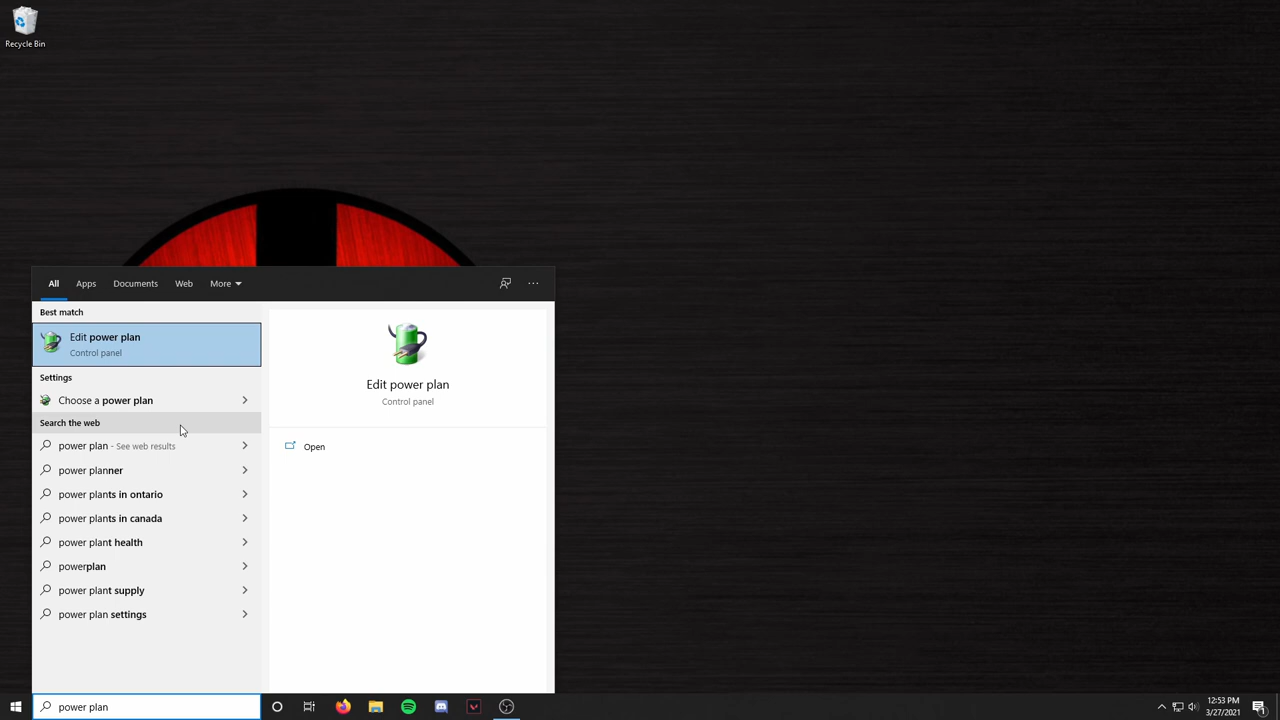 Recycle Bin
All Apps Documents Web More
Best match
Edit power plan
Control panel
Settings
Choose a power plan
Search the web
power plan - See web results
power planner
power plants in ontario
power plants in canada
power plant health
powerplan
power plant supply
power plan settings
Edit power plan
Control panel
Open
power plan
12:53 PM
3/27/2021
1